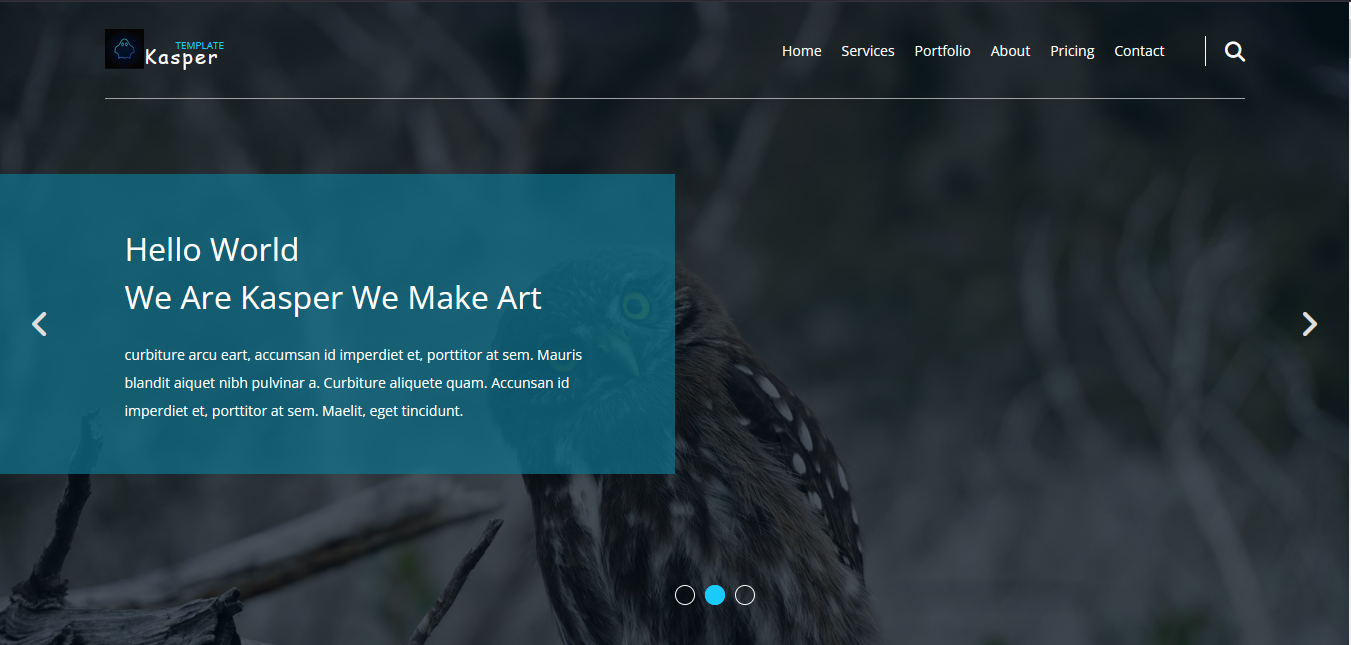 TEMPLATE
Kasper
Home Services Portfolio About Pricing Contact
Hello World
We Are Kasper We Make Art
curbiture arcu eart, accumsan id imperdiet et, porttitor at sem. Mauris
blandit aiquet nibh pulvinar a. Curbiture aliquete quam. Accunsan id
imperdiet et, porttitor at sem. Maelit, eget tincidunt.